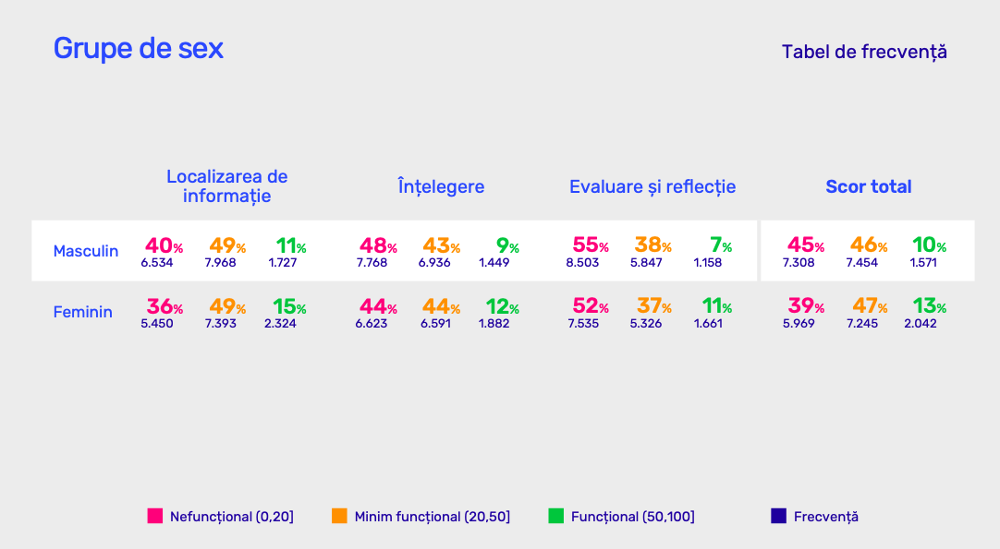 Grupe de sex
Tabel de frecvență
Localizarea de
informație
Înțelegere
Evaluare și reflecție
Scor total
Masculin 40% 49% 11% 48% 43% 9% 55% 38% 7% 45% 46% 10%
6.534 7.968 1.727 7.768 6.936 1.449 8.503 5.847 1.158 7.308 7.454 1.571
Feminin 36% 49% 15% 44% 44% 12% 52% 37% 11% 39% 47% 13%
5.450 7.393 2.324 6.623 6.591 1.882 7.535 5.326 1.661 5.969 7.245 2.042
Nefuncțional (0,20] Minim funcțional (20,50] Funcțional (50,100] Frecvență